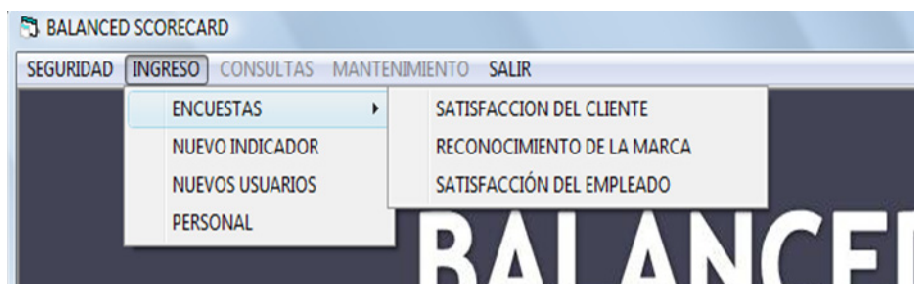 BALANCED SCORECARD
SEGURIDAD INGRESO CONSULTAS MANTENIMIENTO SALIR
ENCUESTAS
NUEVO INDICADOR
NUEVOS USUARIOS
PERSONAL
SATISFACCION DEL CLIENTE
RECONOCIMIENTO DE LA MARCA
SATISFACCIÓN DEL EMPLEADO
BALANCED